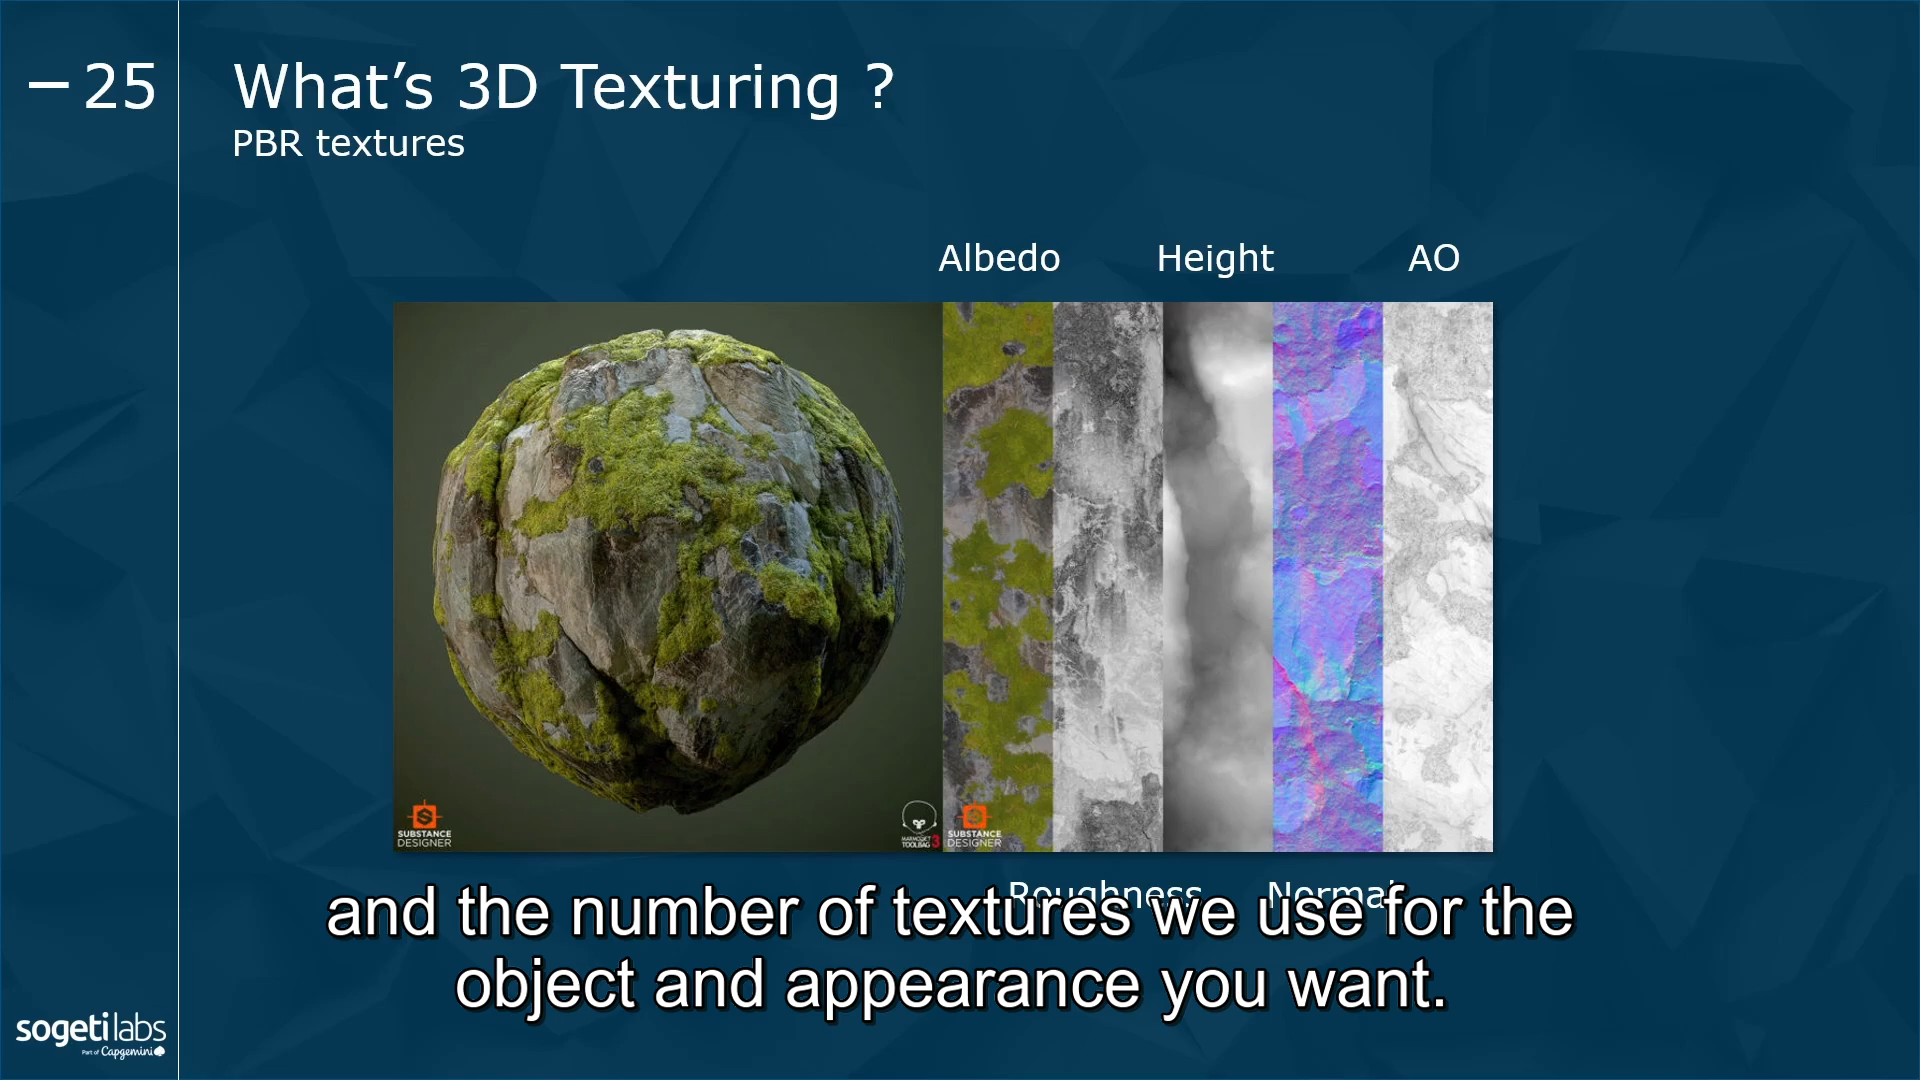 – 25
What's 3D Texturing ?
PBR textures
Albedo Height AO
SUBSTANCE
DESIGNER
MARMOSET
TOOLBAG 3
SUBSTANCE
DESIGNER
Roughness Normal
and the number of textures we use for the
object and appearance you want.
sogetilabs
Part of Capgemini